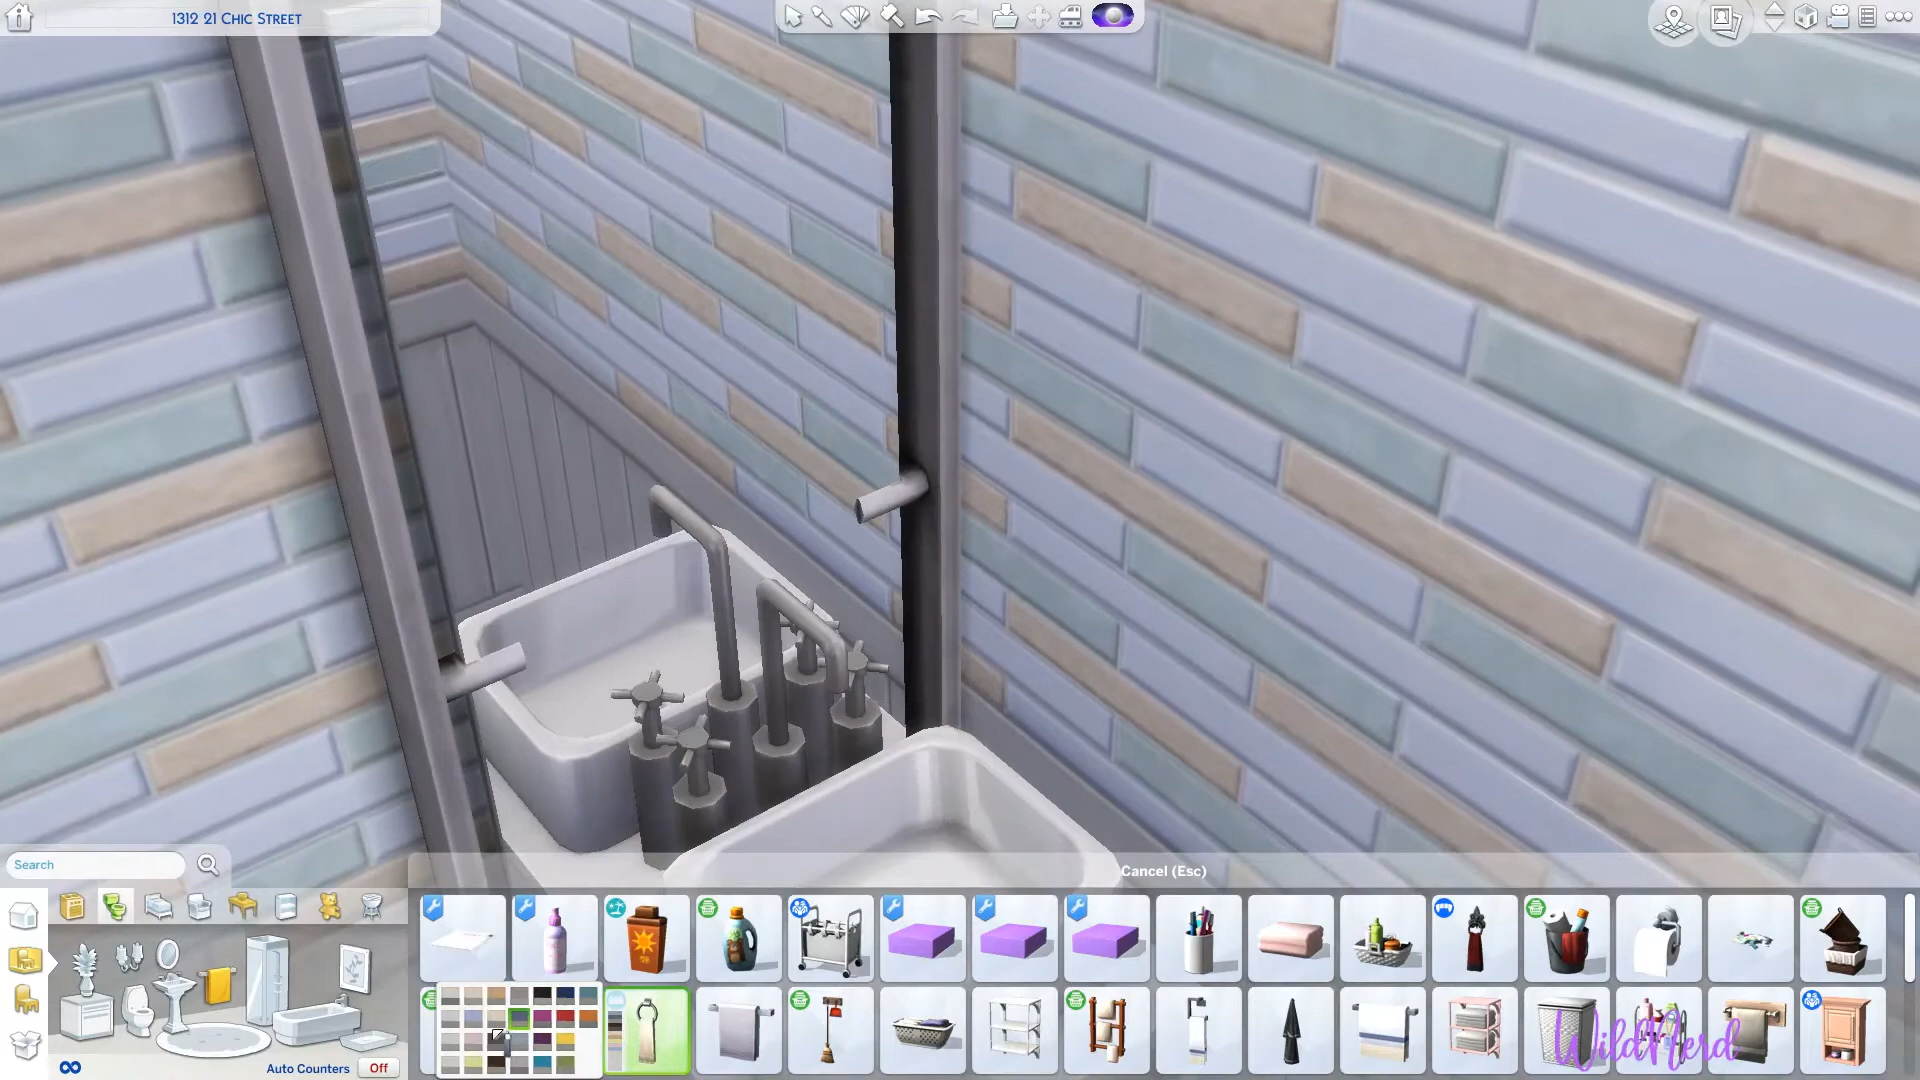 1312 21 CHIC STREET
Search
Cancel (Esc)
Auto Counters Off
WildNerd